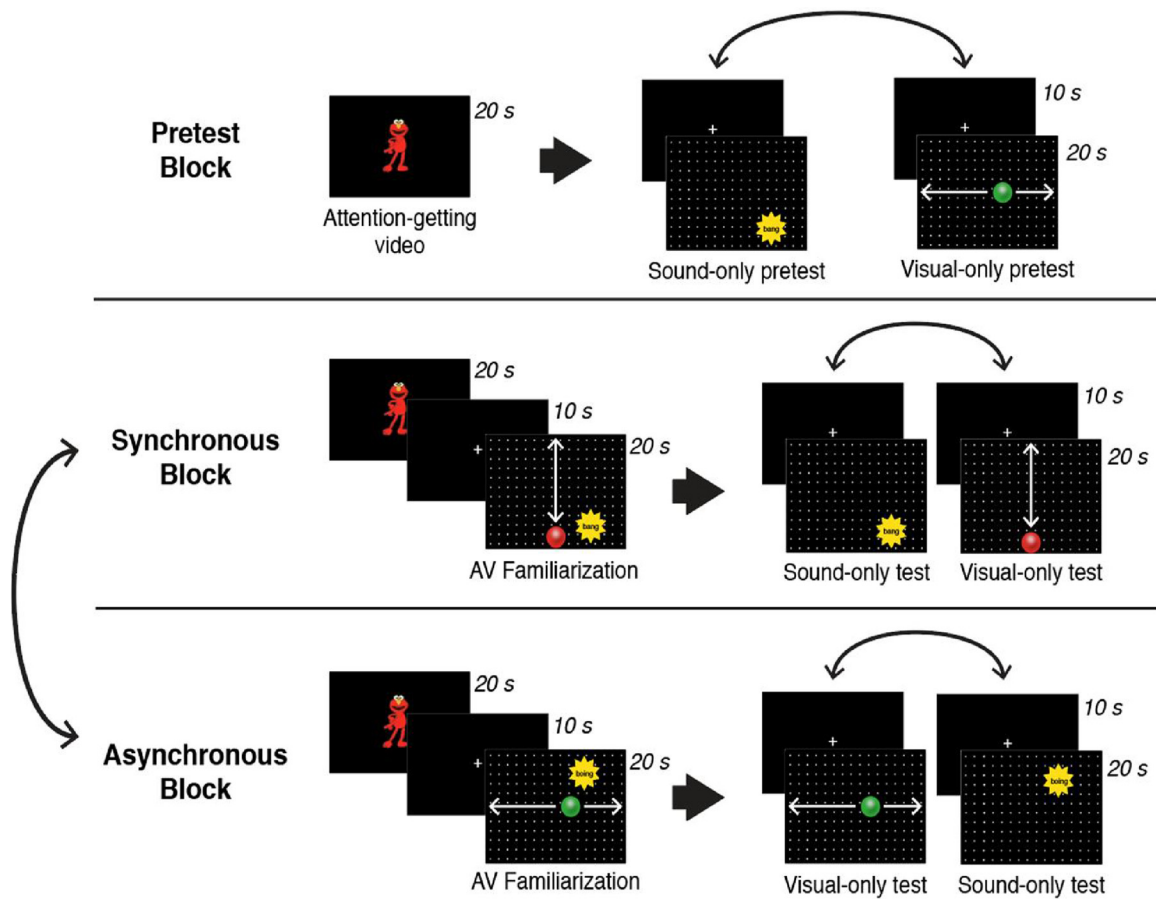 Pretest
Block
20 s
Attention-getting
video
bang
Sound-only pretest
10 s
20 s
Visual-only pretest
Synchronous
Block
20 s
10 s
20 s
bang
AV Familiarization
bang
Sound-only test
10 s
20 s
Visual-only test
Asynchronous
Block
20 s
10 s
20 s
boing
AV Familiarization
Visual-only test
10 s
20 s
boing
Sound-only test